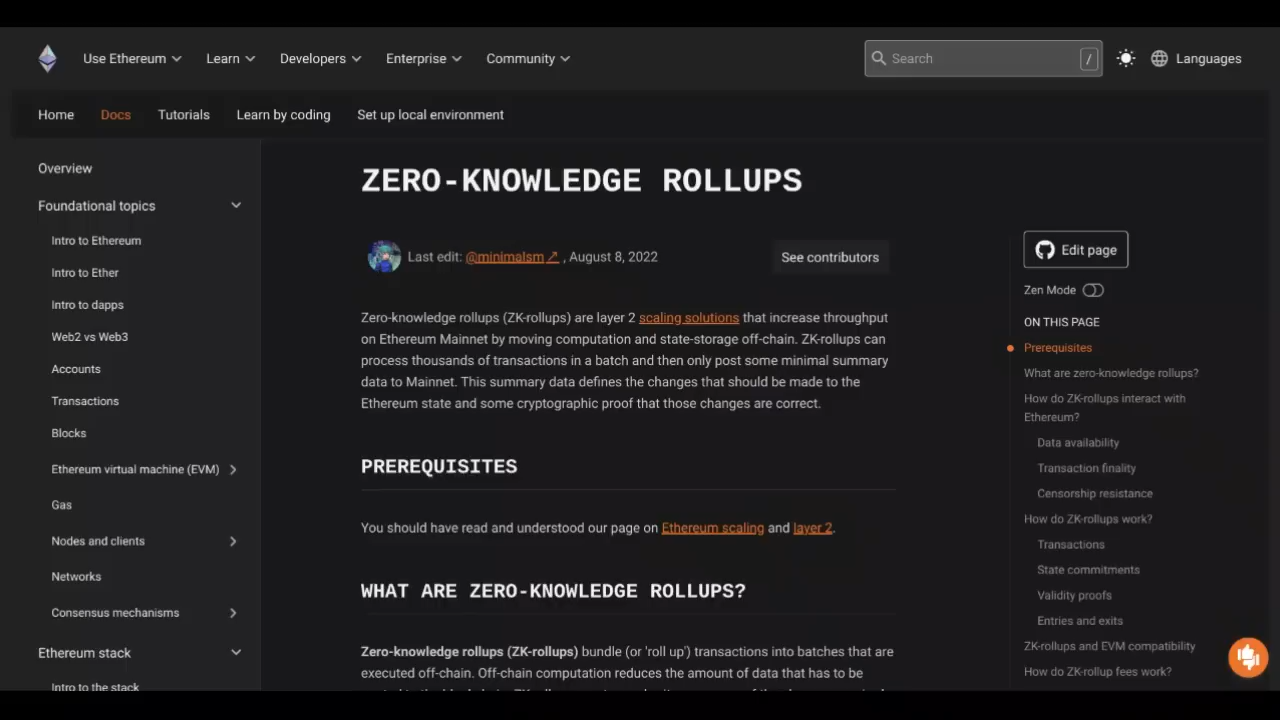 Use Ethereum Learn Developers Enterprise Community Search / Languages
Home Docs Tutorials Learn by coding Set up local environment
Overview
Foundational topics
Intro to Ethereum
Intro to Ether
Intro to dapps
Web2 vs Web3
Accounts
Transactions
Blocks
Ethereum virtual machine (EVM)
Gas
Nodes and clients
Networks
Consensus mechanisms
Ethereum stack
Intro to the stack
ZERO-KNOWLEDGE ROLLUPS
Last edit: @minimalsm ↗ , August 8, 2022
See contributors
Zero-knowledge rollups (ZK-rollups) are layer 2 scaling solutions that increase throughput
on Ethereum Mainnet by moving computation and state-storage off-chain. ZK-rollups can
process thousands of transactions in a batch and then only post some minimal summary
data to Mainnet. This summary data defines the changes that should be made to the
Ethereum state and some cryptographic proof that those changes are correct.
PREREQUISITES
You should have read and understood our page on Ethereum scaling and layer 2.
WHAT ARE ZERO-KNOWLEDGE ROLLUPS?
Zero-knowledge rollups (ZK-rollups) bundle (or 'roll up') transactions into batches that are
executed off-chain. Off-chain computation reduces the amount of data that has to be
Edit page
Zen Mode
ON THIS PAGE
Prerequisites
What are zero-knowledge rollups?
How do ZK-rollups interact with
Ethereum?
Data availability
Transaction finality
Censorship resistance
How do ZK-rollups work?
Transactions
State commitments
Validity proofs
Entries and exits
ZK-rollups and EVM compatibility
How do ZK-rollup fees work?